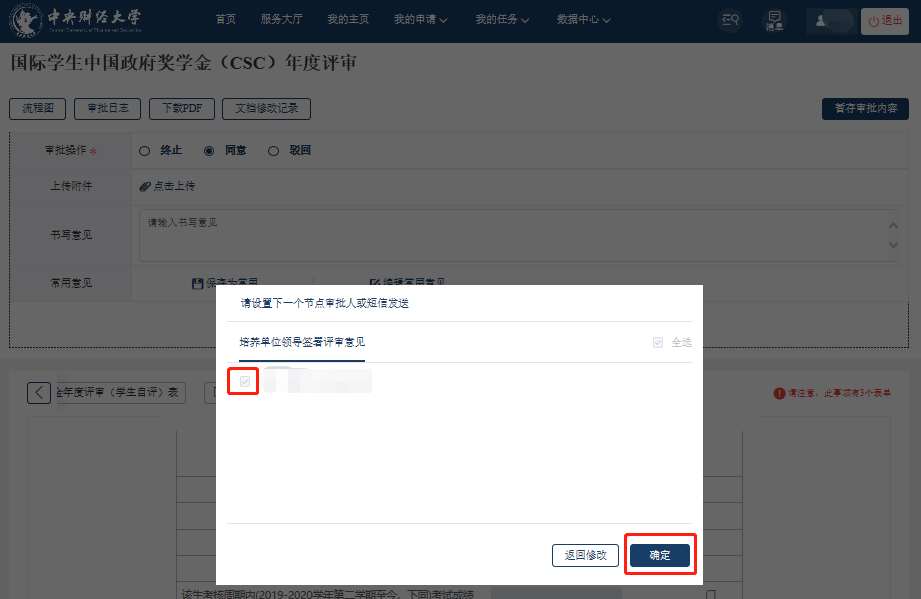 中央财经大学
Central University of Finance and Economics
首页 服务大厅 我的主页 我的申请 我的任务 数据中心 消息 退出
国际学生中国政府奖学金（CSC）年度评审
流程图 审批日志 下载PDF 文档修改记录 暂存审批内容
审批操作* 终止 同意 驳回
上传附件 点击上传
书写意见 请输入书写意见
常用意见 保存为常用 编辑常用意见
请设置下一个节点审批人或短信发送
培养单位领导签署评审意见 全选
年度评审（学生自评）表 请注意，此事项有3个表单
返回修改 确定
该生考核周期内(2019-2020学年第二学期至今，下同)考试成绩